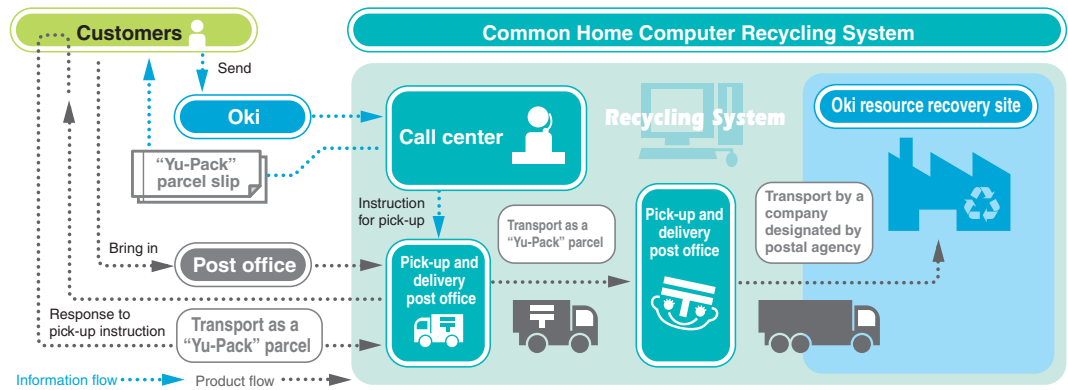 Customers
Common Home Computer Recycling System
Send
Oki
Call center
Recycling System
Oki resource recovery site
“Yu-Pack”
parcel slip
Instruction
for pick-up
Transport as a
“Yu-Pack” parcel
Pick-up and
delivery
post office
Transport by a
company
designated by
postal agency
Bring in
Post office
Pick-up and
delivery
post office
Response to
pick-up instruction
Transport as a
“Yu-Pack” parcel
Information flow
Product flow